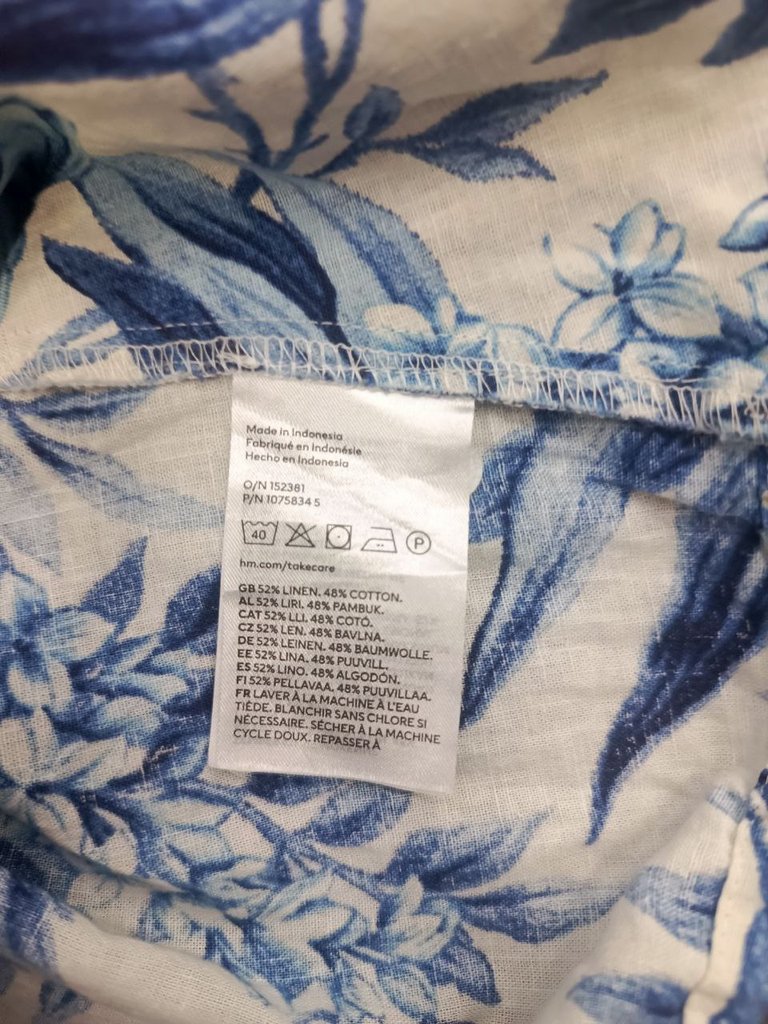 Made in Indonesia
Fabriqué en Indonésie
Hecho en Indonesia
O/N 152381
P/N 1075834 5
40 P
hm.com/takecare
GB 52% LINEN. 48% COTTON.
AL 52% LIRI. 48% PAMBUK.
CAT 52% LLI. 48% COTÓ.
CZ 52% LEN. 48% BAVLNA.
DE 52% LEINEN. 48% BAUMWOLLE.
EE 52% LINA. 48% PUUVILL.
ES 52% LINO. 48% ALGODÓN.
FI 52% PELLAVAA. 48% PUUVILLAA.
FR LAVER À LA MACHINE À L'EAU
TIÈDE. BLANCHIR SANS CHLORE SI
NÉCESSAIRE. SÉCHER À LA MACHINE
CYCLE DOUX. REPASSER À